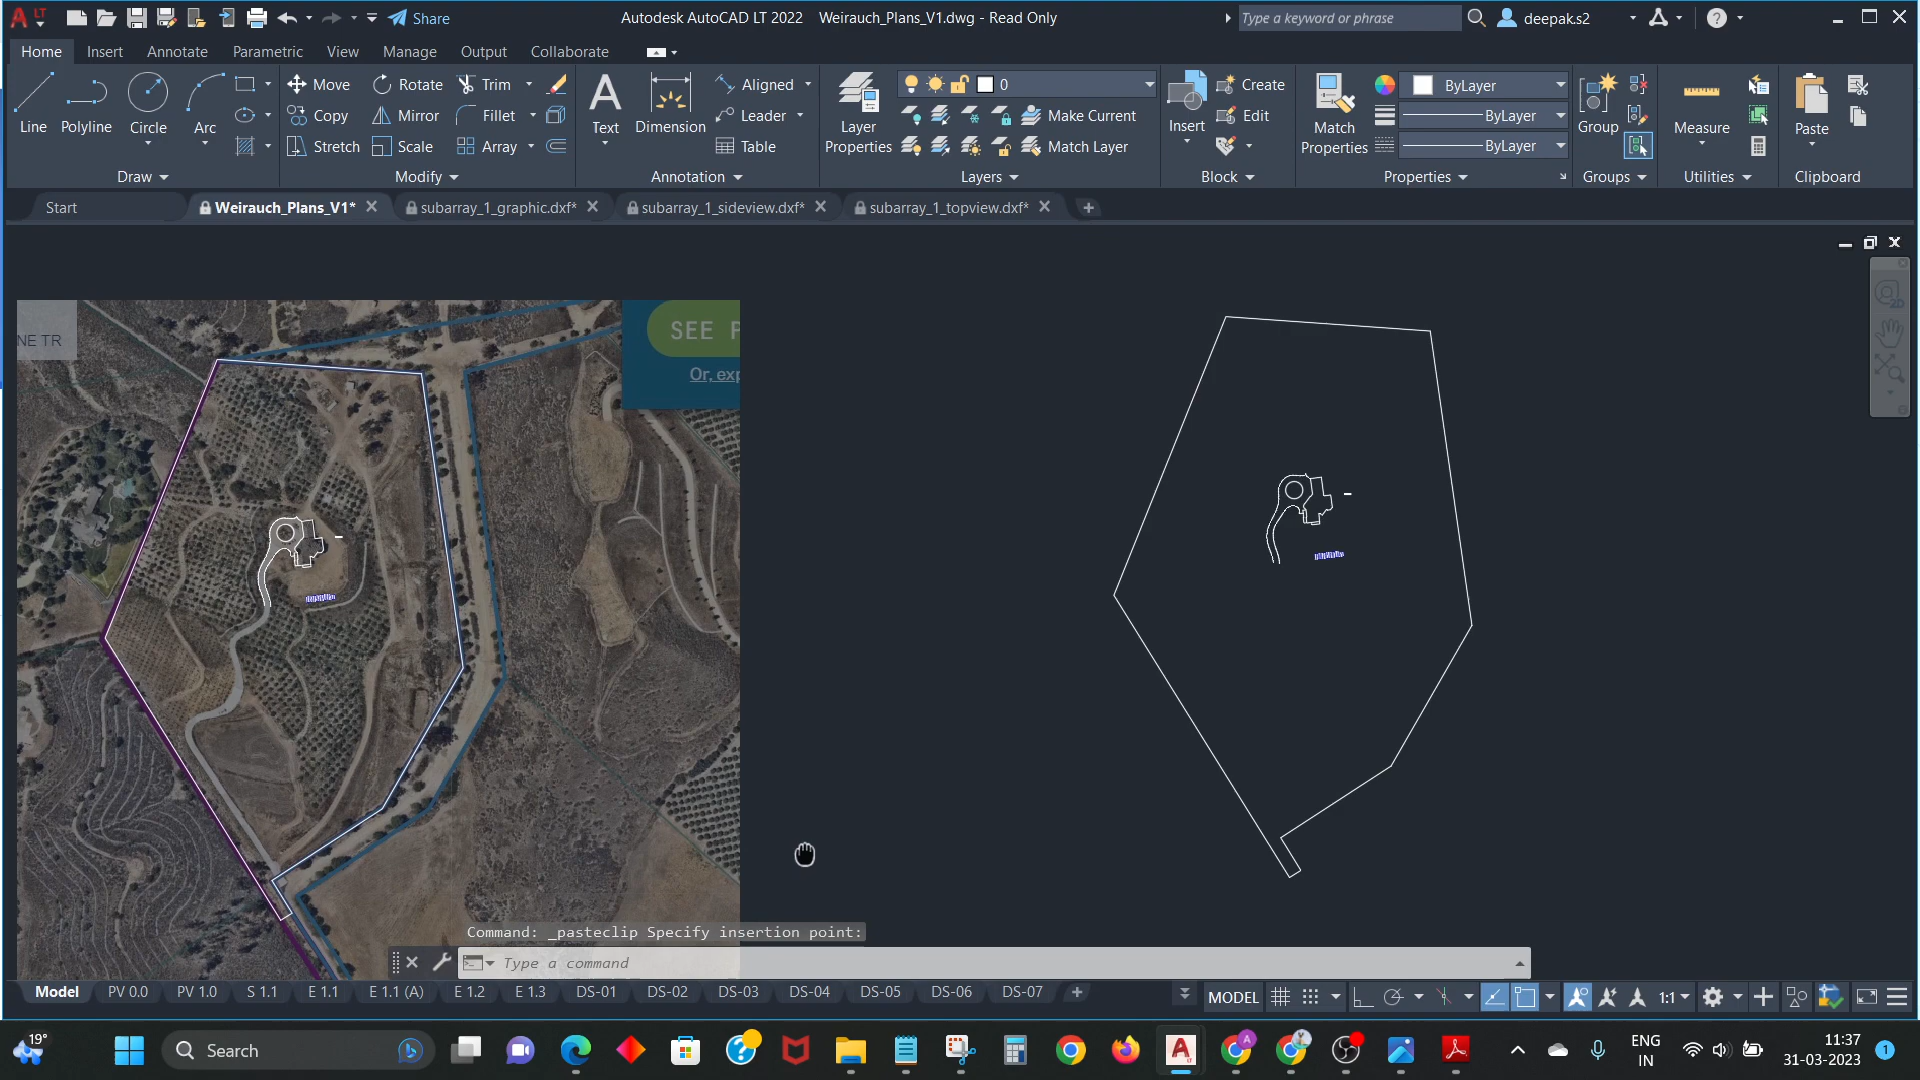 A LT
Share
Autodesk AutoCAD LT 2022 Weirauch_Plans_V1.dwg - Read Only
Type a keyword or phrase
deepak.s2
Home Insert Annotate Parametric View Manage Output Collaborate
Line Polyline Circle Arc
Move Rotate Trim
Copy Mirror Fillet
Stretch Scale Array
Text Dimension
Aligned
Leader
Table
Layer Properties
0
Make Current
Match Layer
Insert
Create
Edit
Match Properties
ByLayer
ByLayer
ByLayer
Group
Measure
Paste
Draw Modify Annotation Layers Block Properties Groups Utilities Clipboard
Start Weirauch_Plans_V1* subarray_1_graphic.dxf* subarray_1_sideview.dxf* subarray_1_topview.dxf*
2D
NE TR
SEE P
Or, exp
Command: _pasteclip Specify insertion point:
Type a command
Model PV 0.0 PV 1.0 S 1.1 E 1.1 E 1.1 (A) E 1.2 E 1.3 DS-01 DS-02 DS-03 DS-04 DS-05 DS-06 DS-07
MODEL
1:1
19°
Search
A
ENG
IN
11:37
31-03-2023
1